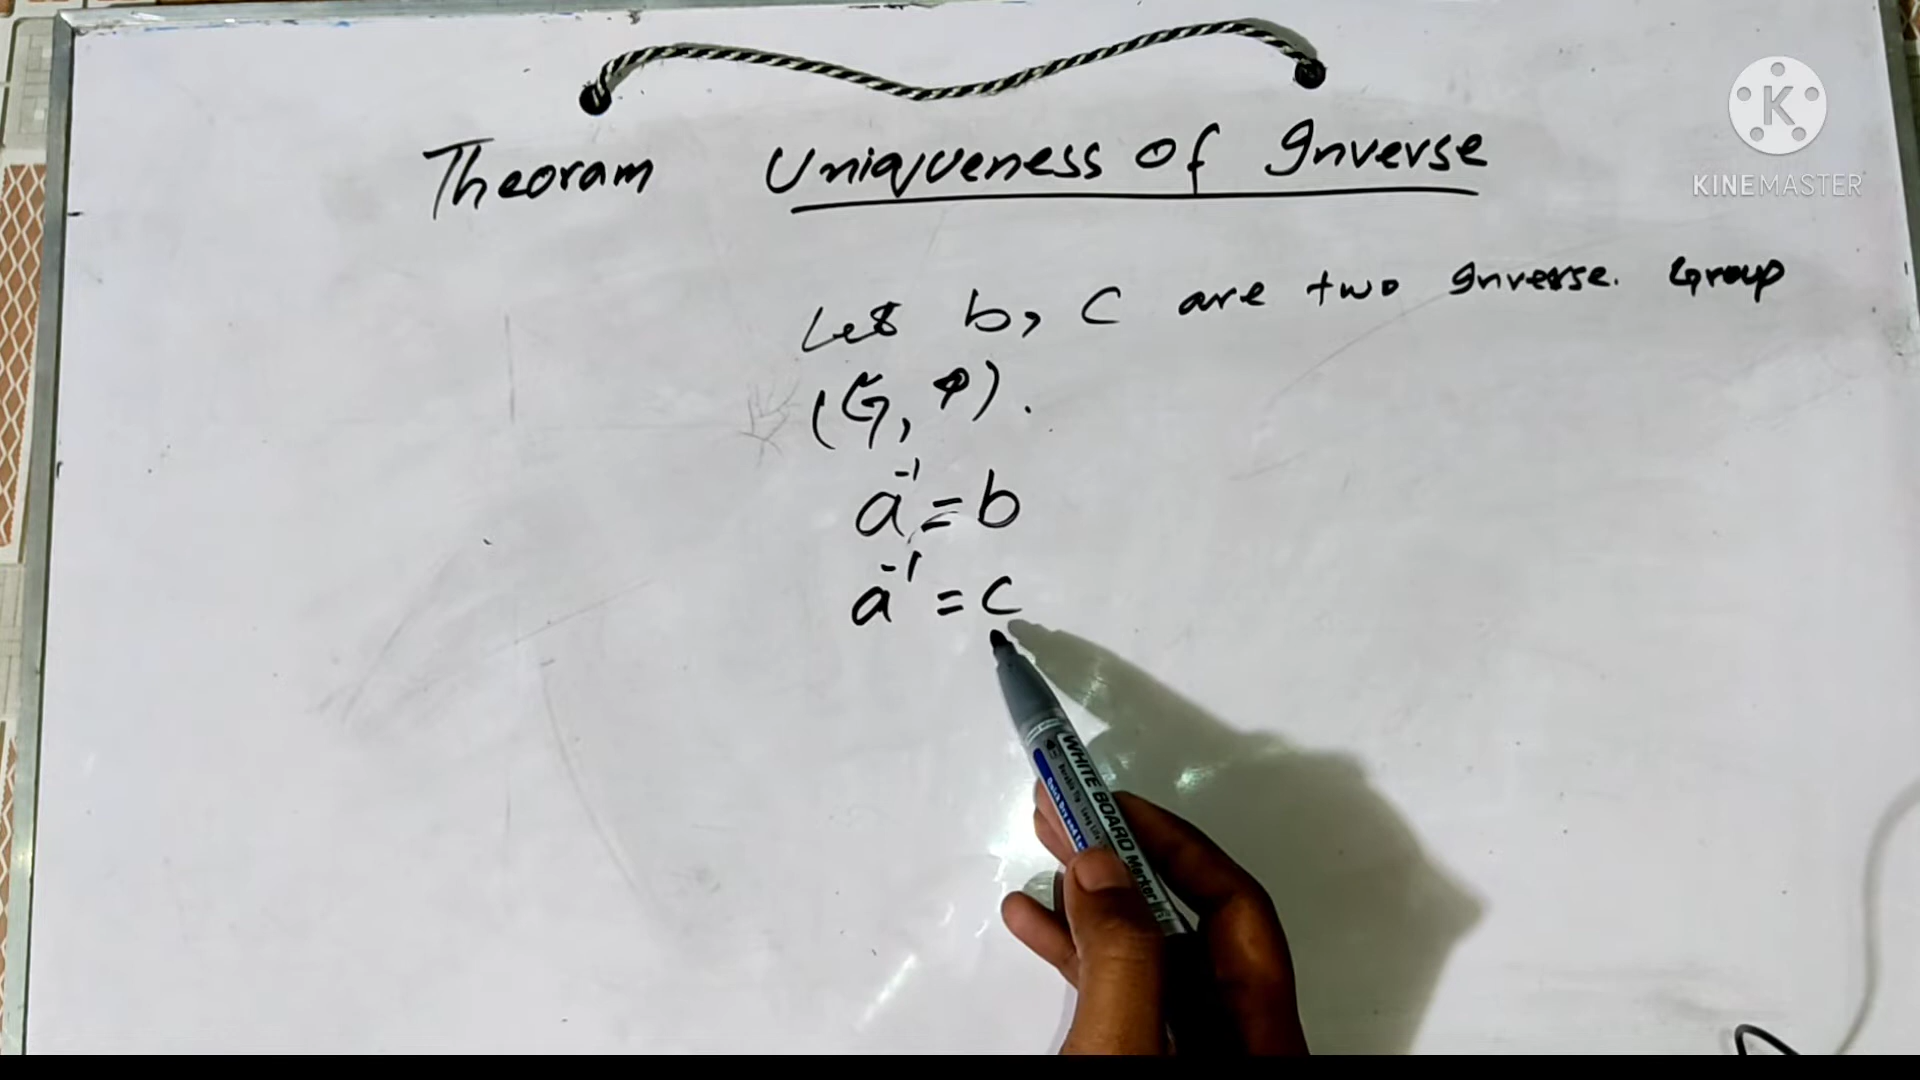 Theoram Uniqueness Of Inverse
K
KINEMASTER
Let b, c are two Inverse. Group
(G, *).
a⁻¹ = b
a⁻¹ = c
WHITE BOARD Marker